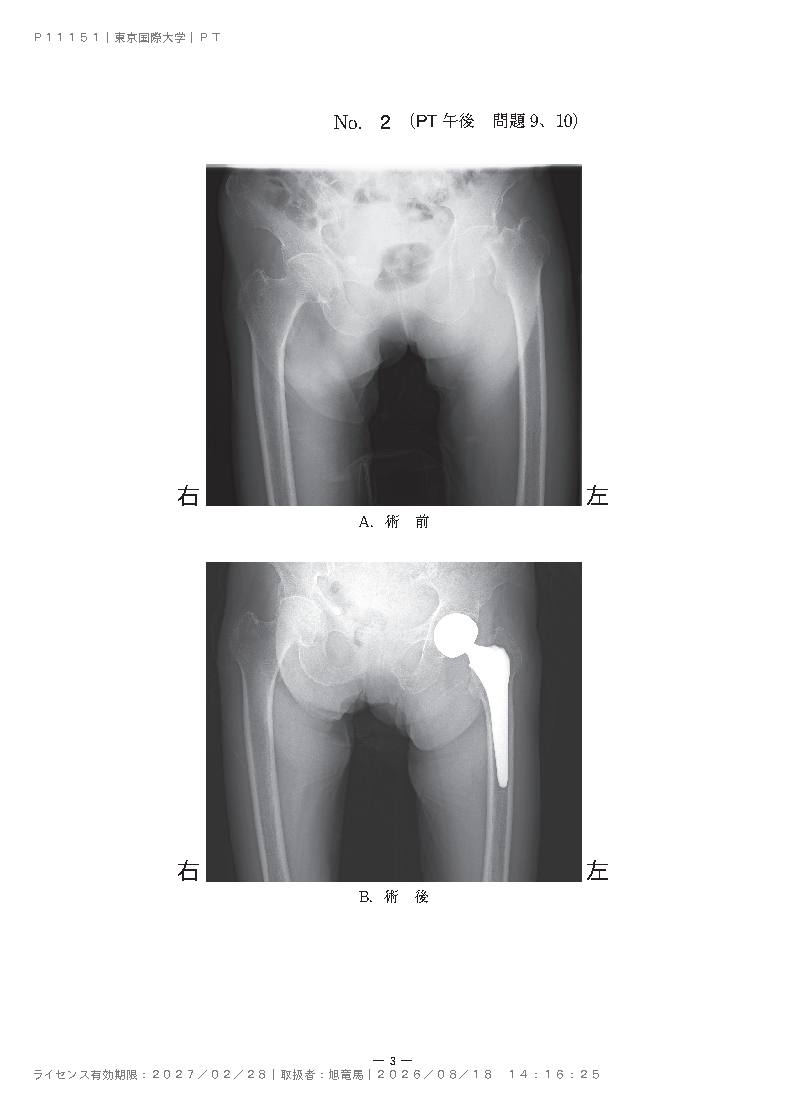 P11151|東京国際大学|PT
No. 2 (PT 午後 問題 9、10)
右
左
A. 術 前
右
左
B. 術 後
— 3 —
ライセンス有効期限：2027／02／28|取扱者：旭竜馬|2026／08／18 14：16：25